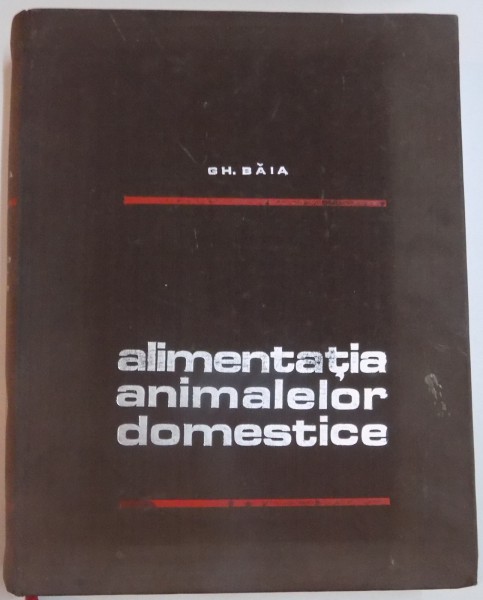 GH. BĂIA
alimentația
animalelor
domestice